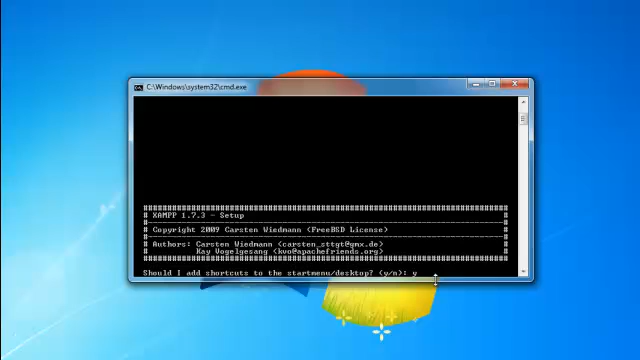 C:\Windows\system32\cmd.exe
# XAMPP 1.7.3 - Setup #
# Copyright 2009 Carsten Wiedmann (FreeBSD License) #
# Authors: Carsten Wiedmann (carsten_sttgt@gmx.de) #
# Kay Vogelgesang (kvo@apachefriends.org) #
Should I add shortcuts to the startmenu/desktop? (y/n): y